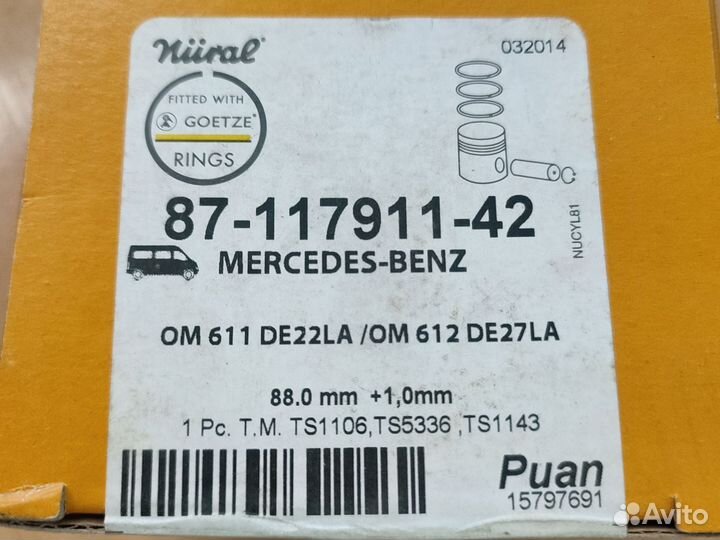 Nüral®
032014
FITTED WITH
GOETZE®
RINGS
87-117911-42
NUCYL81
MERCEDES-BENZ
OM 611 DE22LA /OM 612 DE27LA
88.0 mm +1,0mm
1 Pc. T.M. TS1106,TS5336 ,TS1143
Puan
15797691
Avito